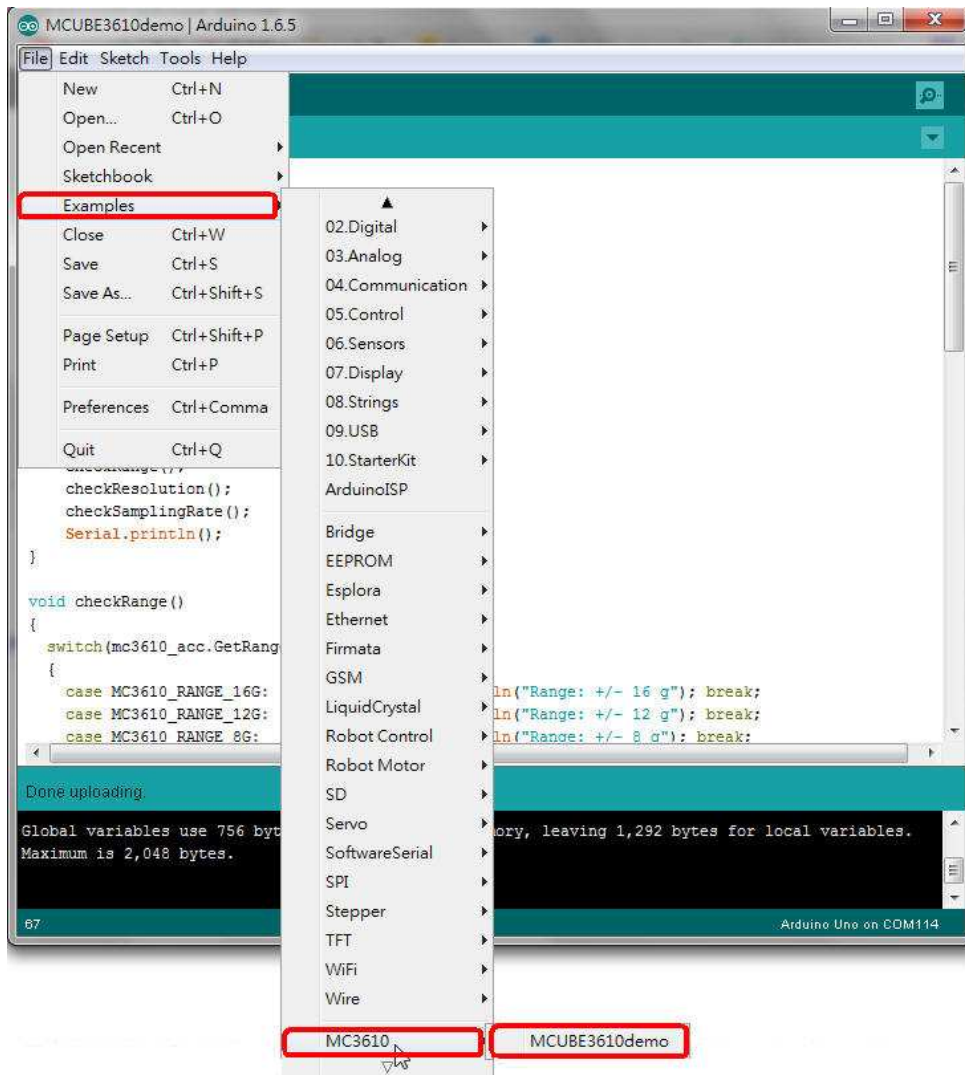 MCUBE3610demo | Arduino 1.6.5
File Edit Sketch Tools Help
New Ctrl+N
Open... Ctrl+O
Open Recent
Sketchbook
Examples
Close Ctrl+W
Save Ctrl+S
Save As... Ctrl+Shift+S
Page Setup Ctrl+Shift+P
Print Ctrl+P
Preferences Ctrl+Comma
Quit Ctrl+Q
02.Digital
03.Analog
04.Communication
05.Control
06.Sensors
07.Display
08.Strings
09.USB
10.StarterKit
ArduinoISP
Bridge
EEPROM
Esplora
Ethernet
Firmata
GSM
LiquidCrystal
Robot Control
Robot Motor
SD
Servo
SoftwareSerial
SPI
Stepper
TFT
WiFi
Wire
MC3610
MCUBE3610demo
checkResolution();
checkSamplingRate();
Serial.println();
}
void checkRange()
{
switch(mc3610_acc.GetRang
{
case MC3610_RANGE_16G: ln("Range: +/- 16 g"); break;
case MC3610_RANGE_12G: ln("Range: +/- 12 g"); break;
case MC3610_RANGE_8G: ln("Range: +/- 8 g"); break;
Done uploading.
Global variables use 756 byt ory, leaving 1,292 bytes for local variables.
Maximum is 2,048 bytes.
67 Arduino Uno on COM114